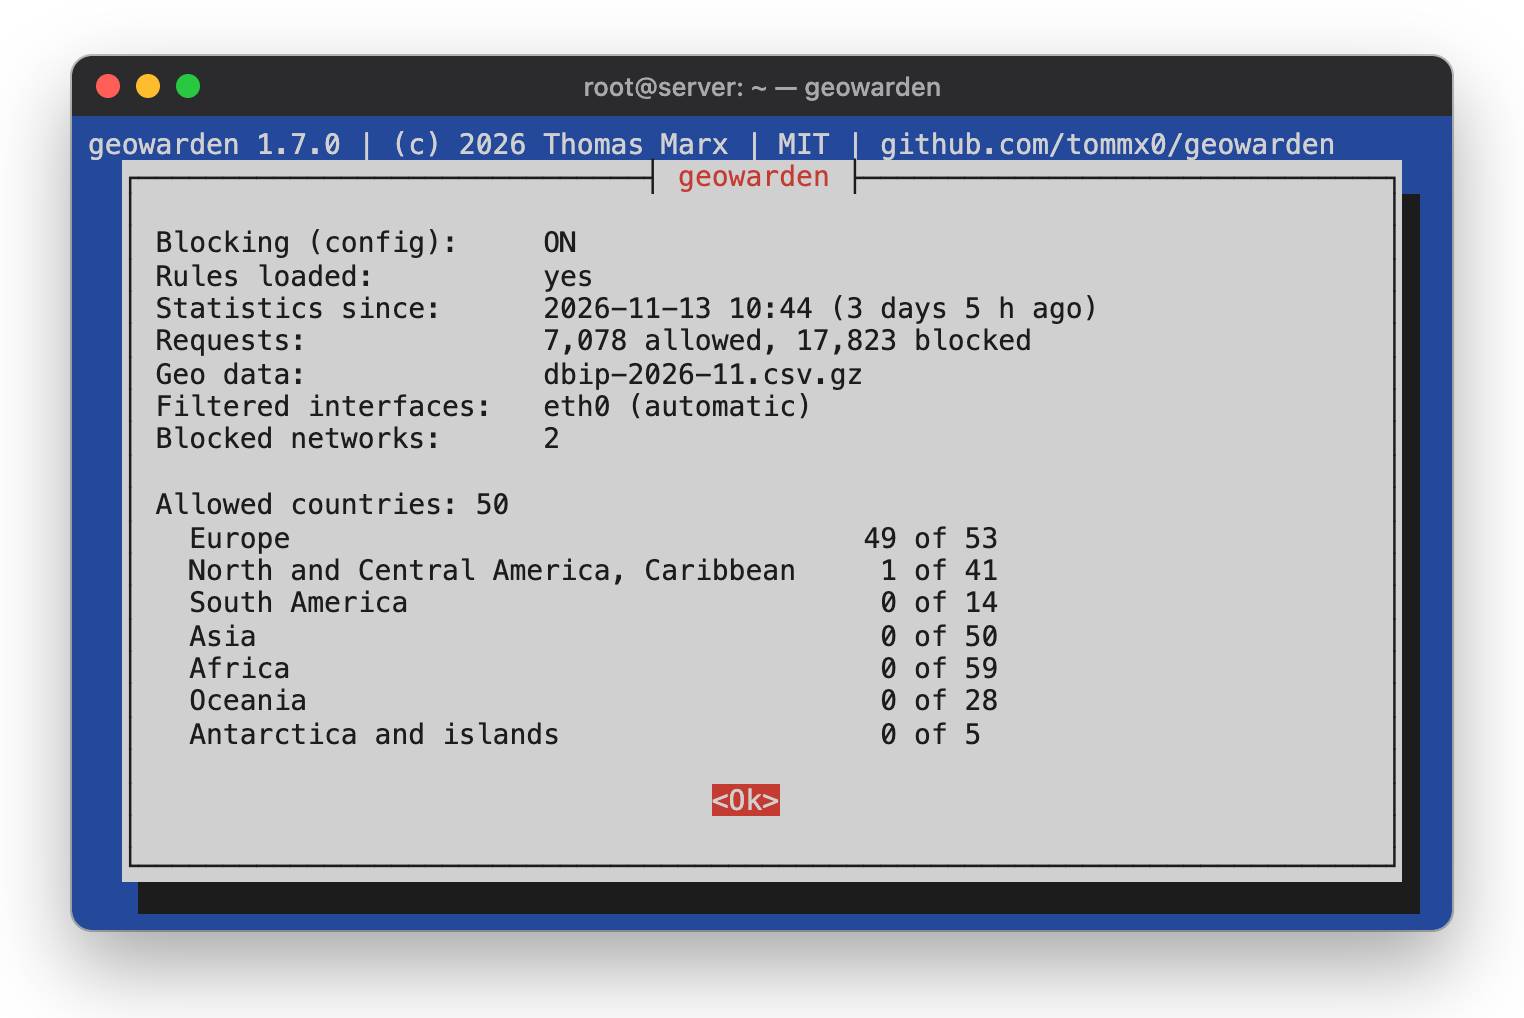 root@server: ~ — geowarden
geowarden 1.7.0 | (c) 2026 Thomas Marx | MIT | github.com/tommx0/geowarden
geowarden
Blocking (config): ON
Rules loaded: yes
Statistics since: 2026-11-13 10:44 (3 days 5 h ago)
Requests: 7,078 allowed, 17,823 blocked
Geo data: dbip-2026-11.csv.gz
Filtered interfaces: eth0 (automatic)
Blocked networks: 2
Allowed countries: 50
Europe 49 of 53
North and Central America, Caribbean 1 of 41
South America 0 of 14
Asia 0 of 50
Africa 0 of 59
Oceania 0 of 28
Antarctica and islands 0 of 5
<Ok>